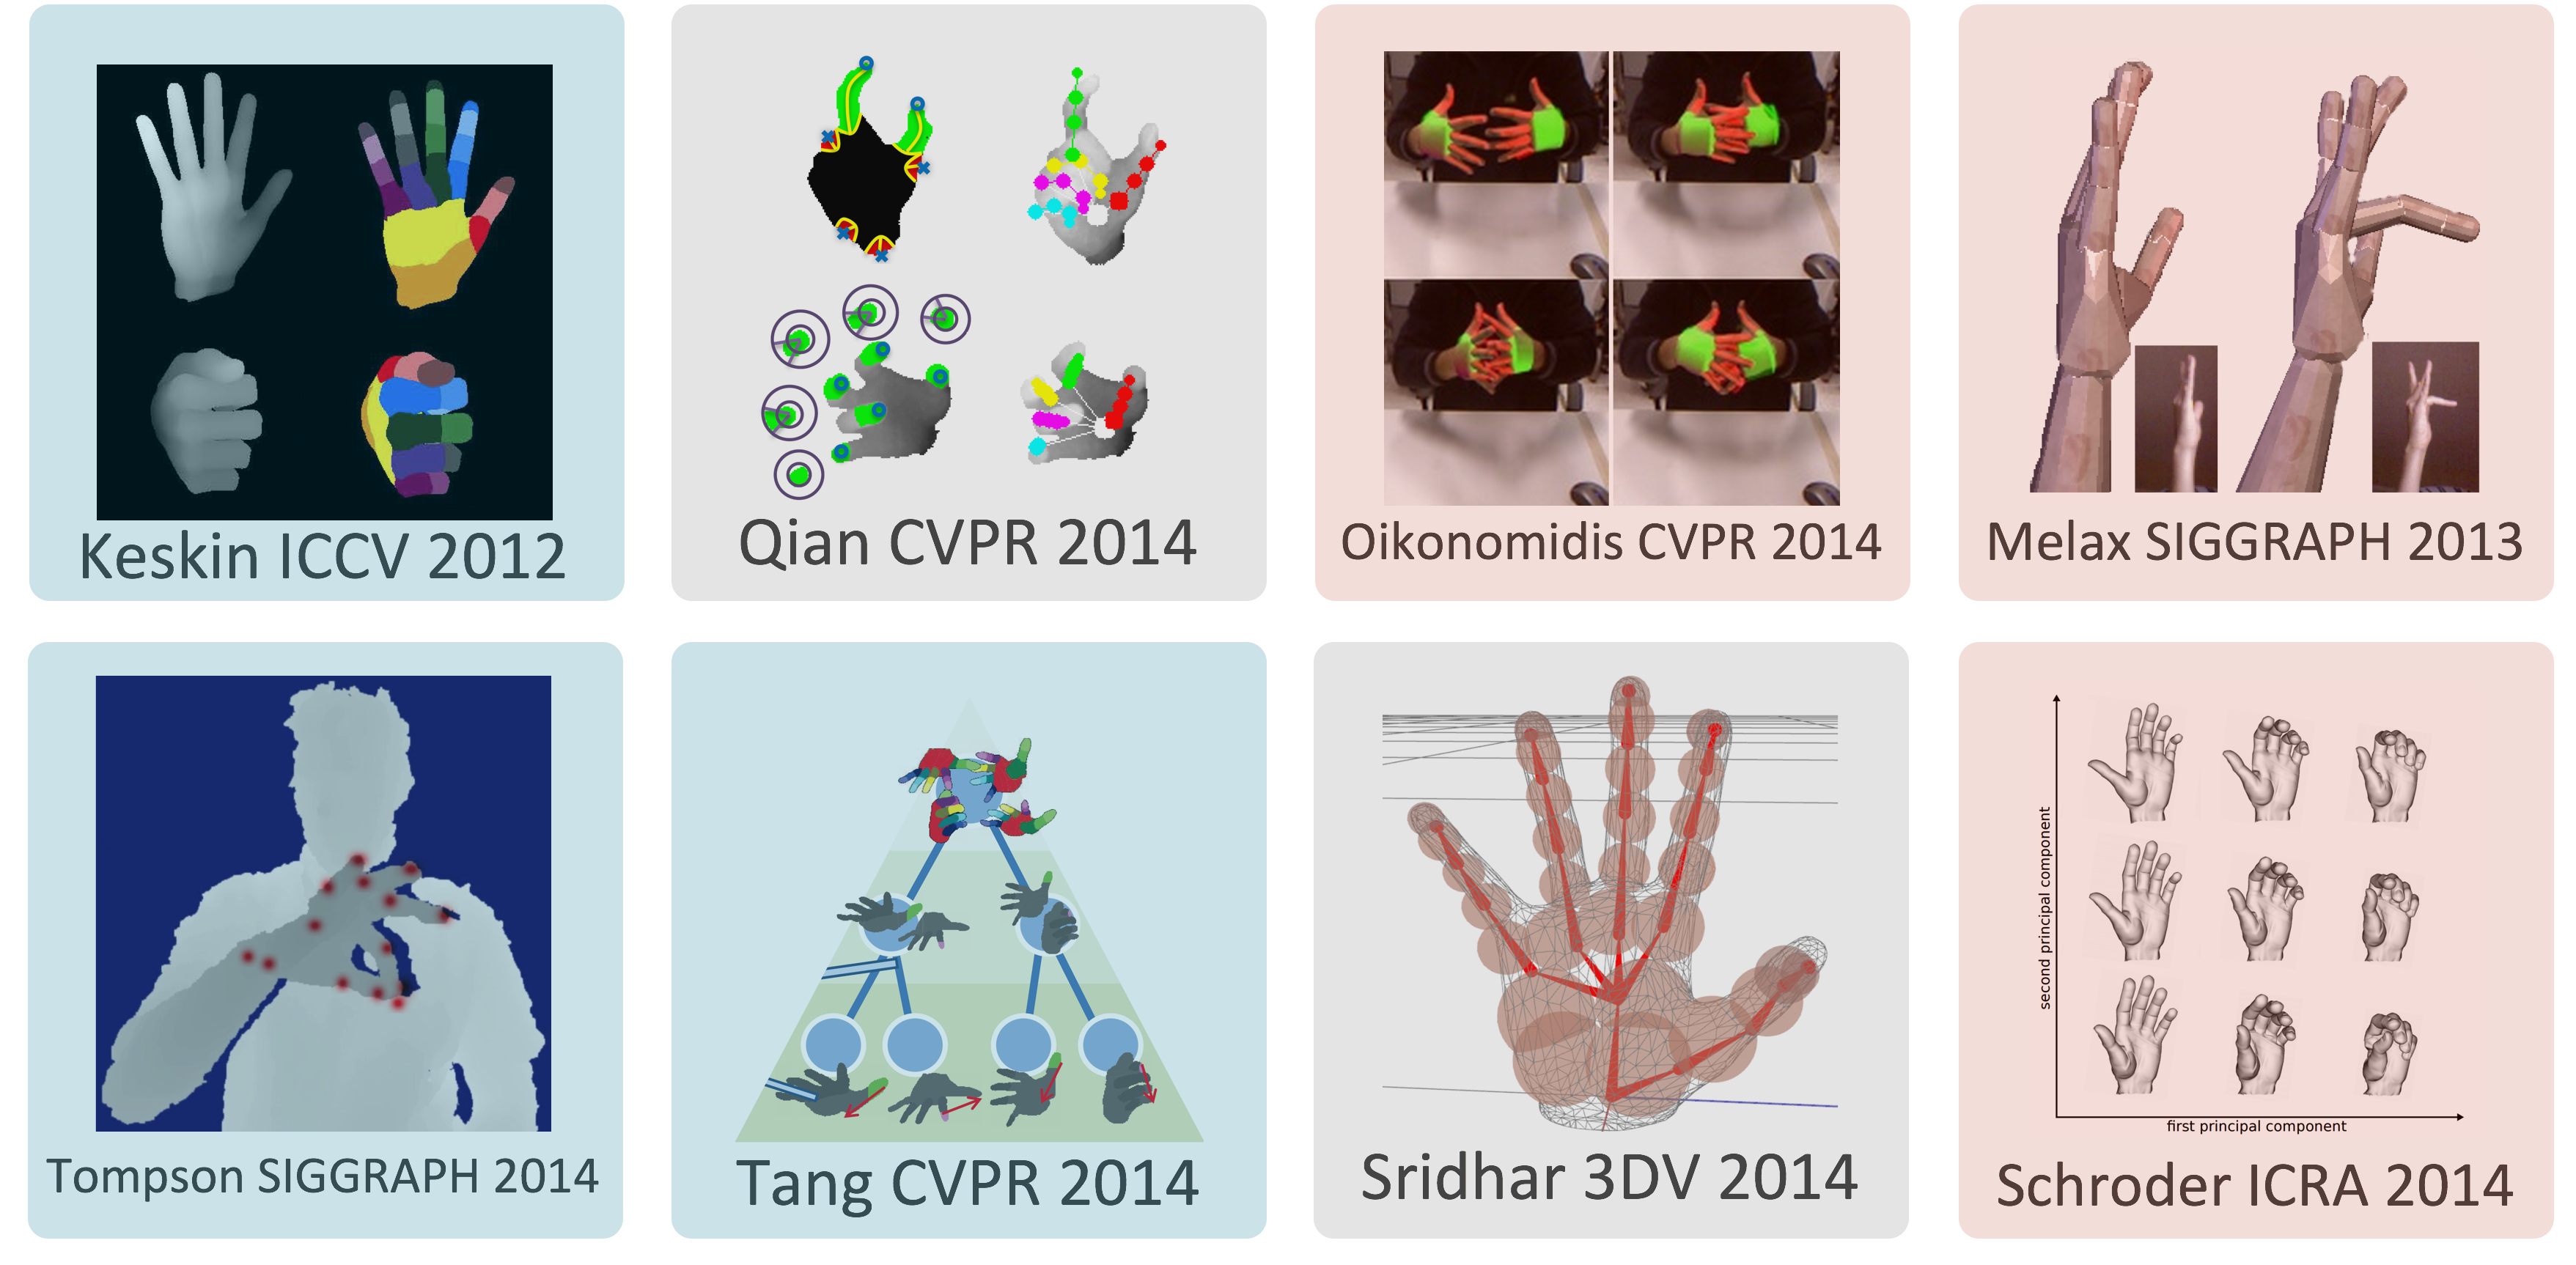 Keskin ICCV 2012
Qian CVPR 2014
Oikonomidis CVPR 2014
Melax SIGGRAPH 2013
Tompson SIGGRAPH 2014
Tang CVPR 2014
Sridhar 3DV 2014
second principal component
first principal component
Schroder ICRA 2014